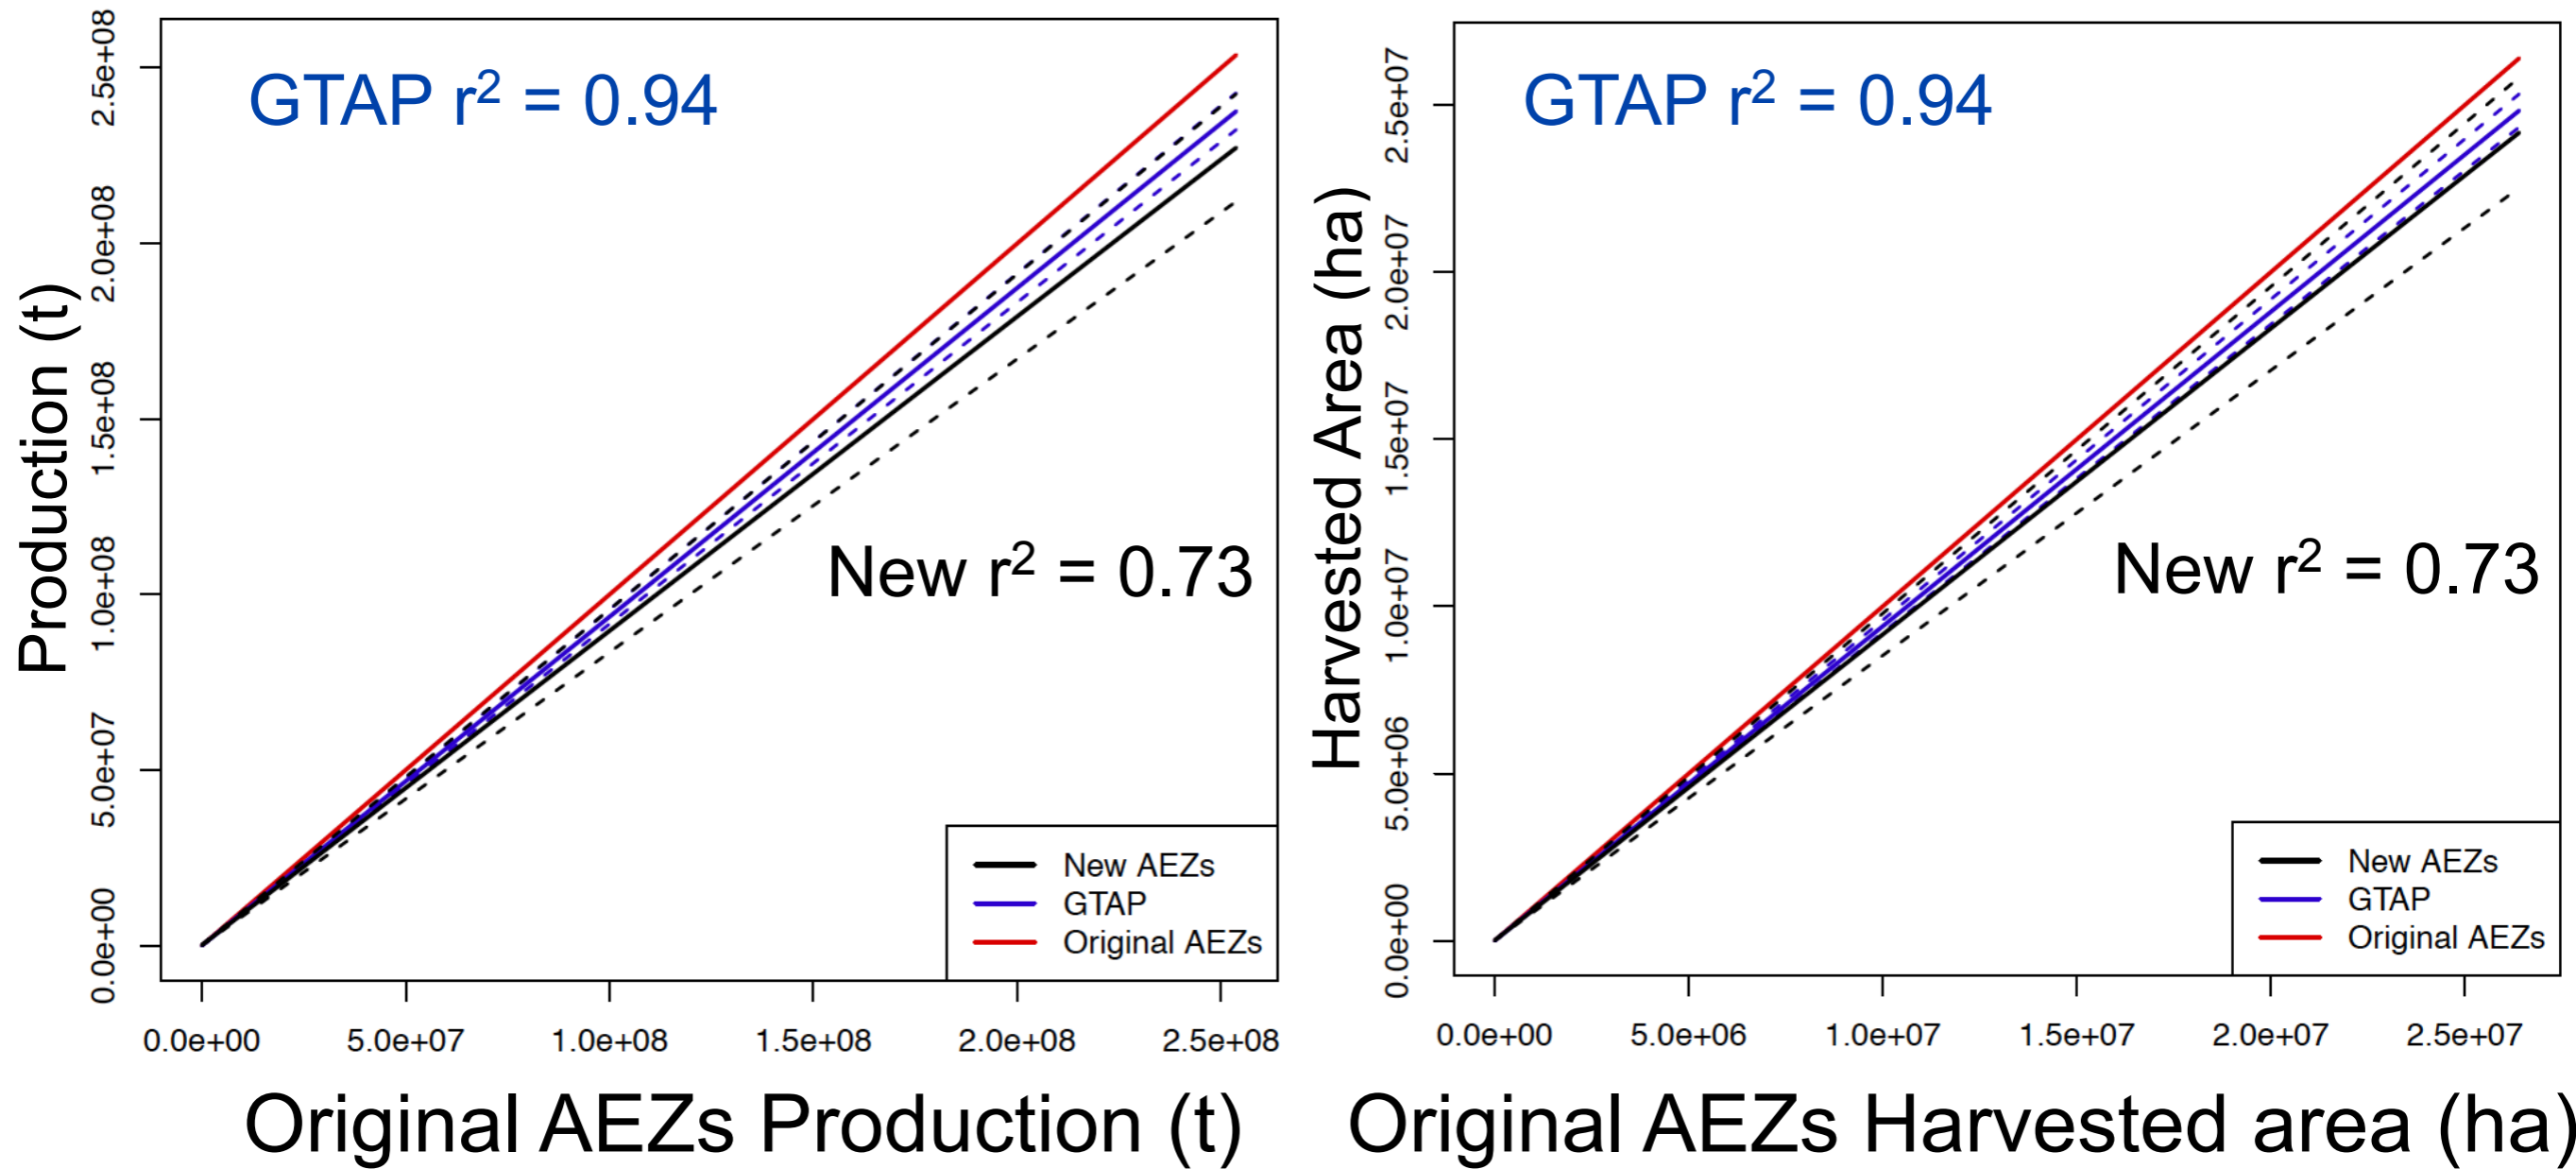 GTAP r² = 0.94
New r² = 0.73
Production (t)
2.5e+08
2.0e+08
1.5e+08
1.0e+08
5.0e+07
0.0e+00
New AEZs
GTAP
Original AEZs
0.0e+00 5.0e+07 1.0e+08 1.5e+08 2.0e+08 2.5e+08
Original AEZs Production (t)
GTAP r² = 0.94
New r² = 0.73
Harvested Area (ha)
2.5e+07
2.0e+07
1.5e+07
1.0e+07
5.0e+06
0.0e+00
New AEZs
GTAP
Original AEZs
0.0e+00 5.0e+06 1.0e+07 1.5e+07 2.0e+07 2.5e+07
Original AEZs Harvested area (ha)